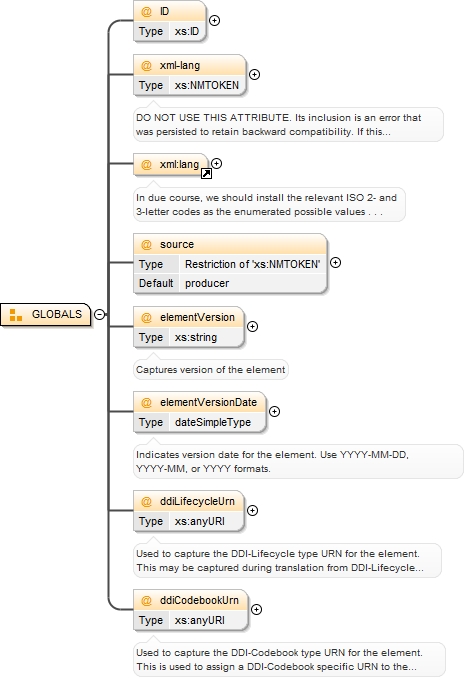 @ ID
Type xs:ID
@ xml-lang
Type xs:NMTOKEN
DO NOT USE THIS ATTRIBUTE. Its inclusion is an error that
was persisted to retain backward compatibility. If this...
@ xml:lang
In due course, we should install the relevant ISO 2- and
3-letter codes as the enumerated possible values . . .
@ source
Type Restriction of 'xs:NMTOKEN'
Default producer
GLOBALS
@ elementVersion
Type xs:string
Captures version of the element
@ elementVersionDate
Type dateSimpleType
Indicates version date for the element. Use YYYY-MM-DD,
YYYY-MM, or YYYY formats.
@ ddiLifecycleUrn
Type xs:anyURI
Used to capture the DDI-Lifecycle type URN for the element.
This may be captured during translation from DDI-Lifecycle...
@ ddiCodebookUrn
Type xs:anyURI
Used to capture the DDI-Codebook type URN for the element.
This is used to assign a DDI-Codebook specific URN to the...